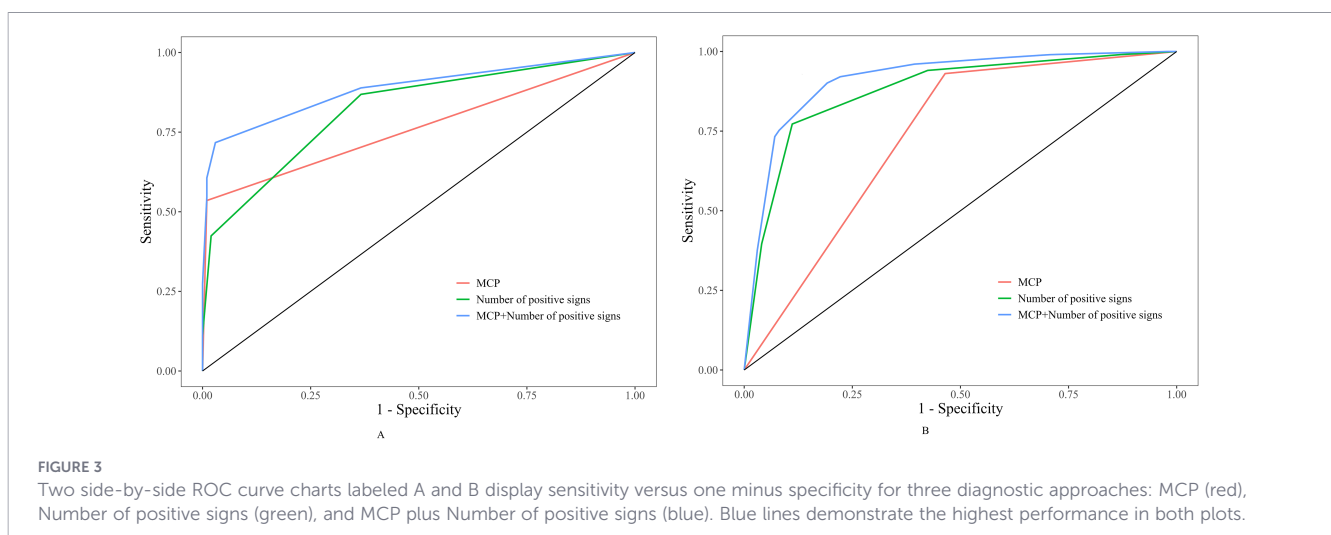 1.00
0.75
0.50
0.25
0.00
Sensitivity
MCP
Number of positive signs
MCP+Number of positive signs
0.00 0.25 0.50 0.75 1.00
1 - Specificity
A
1.00
0.75
0.50
0.25
0.00
Sensitivity
MCP
Number of positive signs
MCP+Number of positive signs
0.00 0.25 0.50 0.75 1.00
1 - Specificity
B
FIGURE 3
Two side-by-side ROC curve charts labeled A and B display sensitivity versus one minus specificity for three diagnostic approaches: MCP (red),
Number of positive signs (green), and MCP plus Number of positive signs (blue). Blue lines demonstrate the highest performance in both plots.